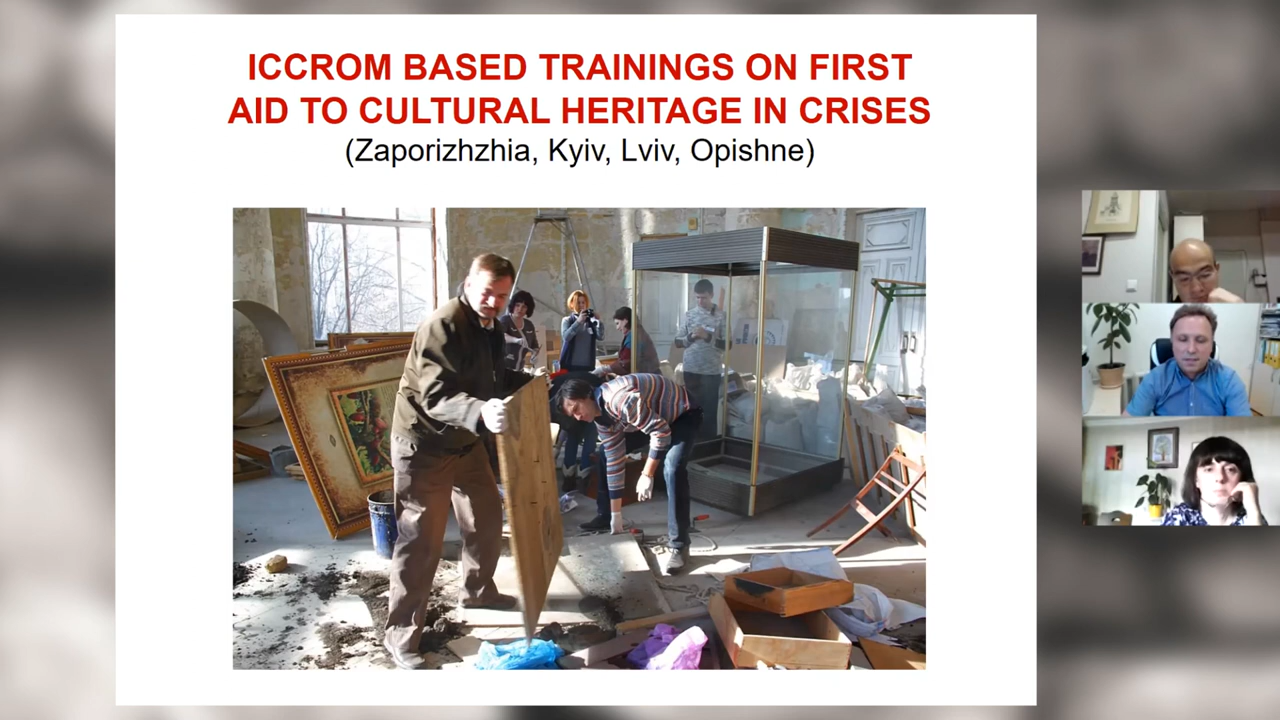 ICCROM BASED TRAININGS ON FIRST
AID TO CULTURAL HERITAGE IN CRISES
(Zaporizhzhia, Kyiv, Lviv, Opishne)